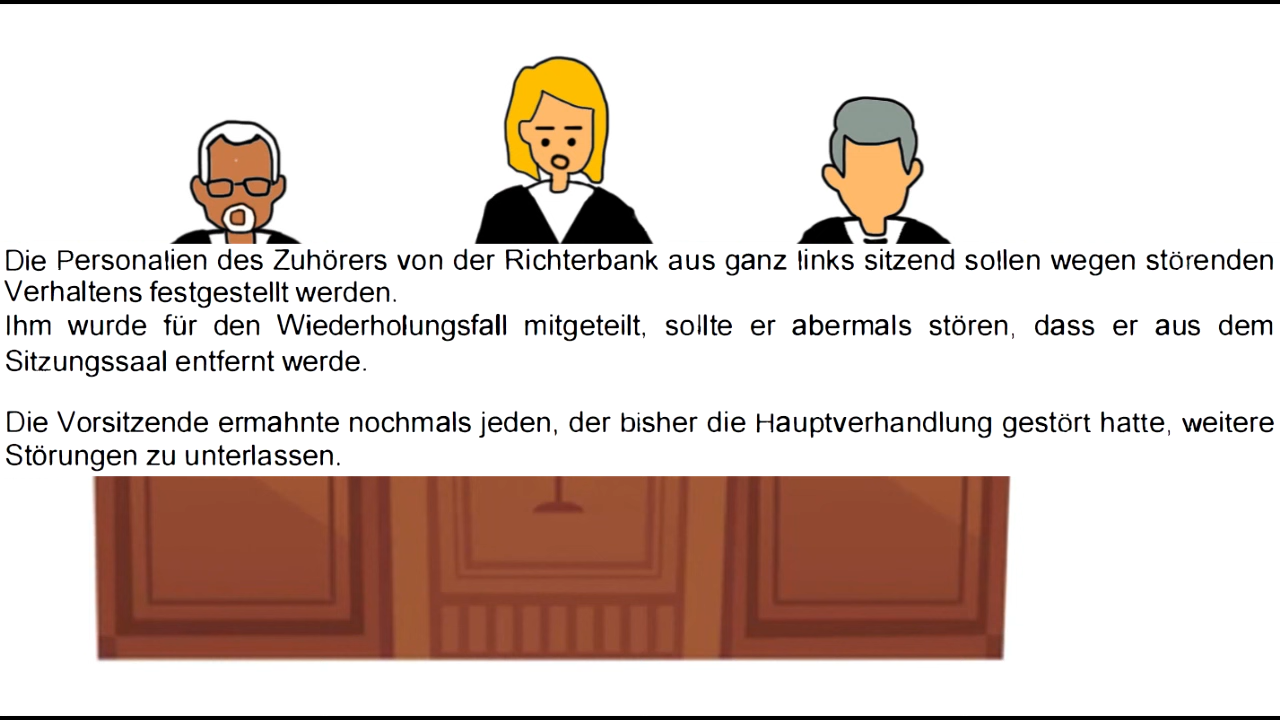 Die Personalien des Zuhörers von der Richterbank aus ganz links sitzend sollen wegen störenden
Verhaltens festgestellt werden.
Ihm wurde für den Wiederholungsfall mitgeteilt, sollte er abermals stören, dass er aus dem
Sitzungssaal entfernt werde.
Die Vorsitzende ermahnte nochmals jeden, der bisher die Hauptverhandlung gestört hatte, weitere
Störungen zu unterlassen.